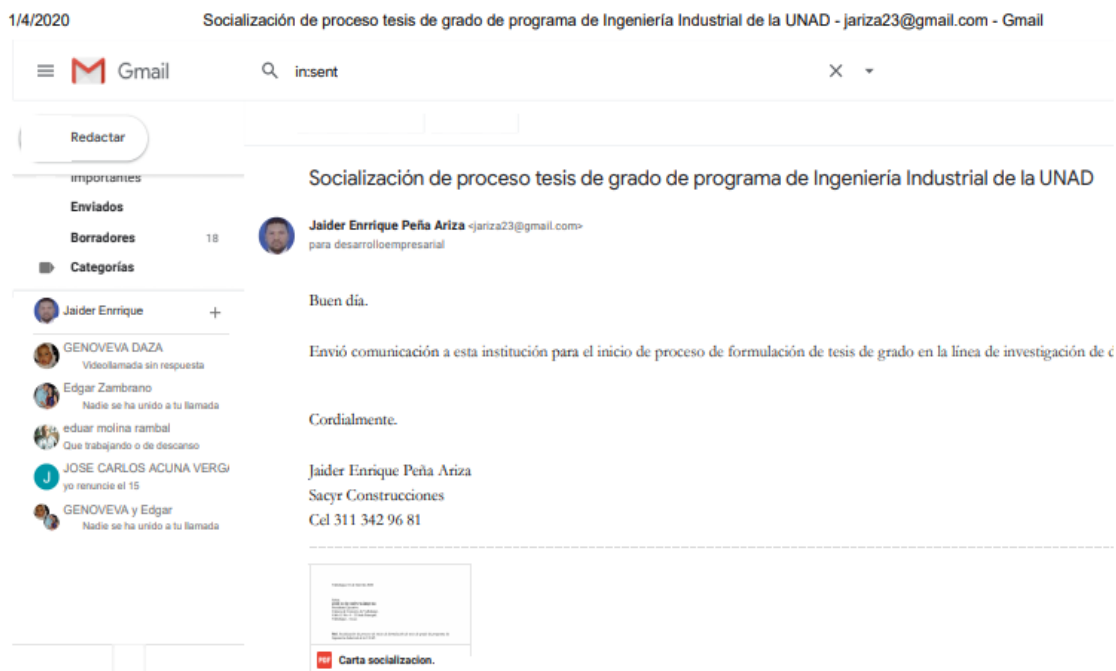 1/4/2020 Socialización de proceso tesis de grado de programa de Ingeniería Industrial de la UNAD - jariza23@gmail.com - Gmail
Gmail
in:sent
Redactar
Importantes
Enviados
Borradores 18
Categorías
Jaider Enrrique
GENOVEVA DAZA
Videollamada sin respuesta
Edgar Zambrano
Nadie se ha unido a tu llamada
eduar molina rambal
Que trabajando o de descanso
J
JOSE CARLOS ACUNA VERG
yo renuncie el 15
GENOVEVA y Edgar
Nadie se ha unido a tu llamada
Socialización de proceso tesis de grado de programa de Ingeniería Industrial de la UNAD
Jaider Enrrique Peña Ariza <jariza23@gmail.com>
para desarrolloempresarial
Buen día.
Envió comunicación a esta institución para el inicio de proceso de formulación de tesis de grado en la línea de investigación de
Cordialmente.
Jaider Enrique Peña Ariza
Sacyr Construcciones
Cel 311 342 96 81
PDF Carta socializacion.